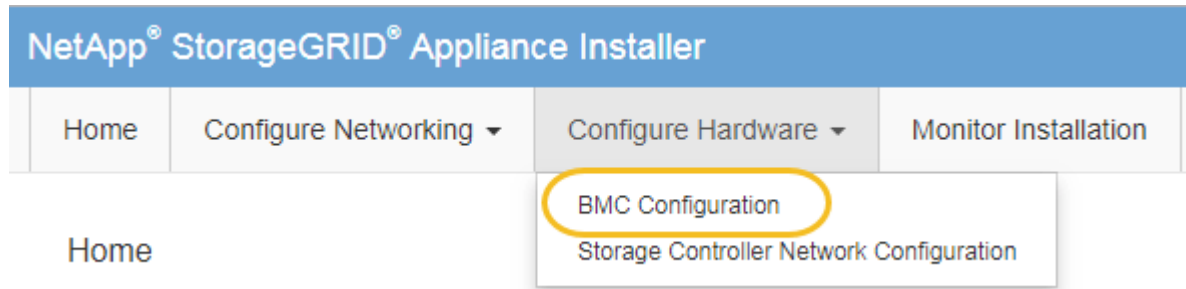 NetApp® StorageGRID® Appliance Installer
Home Configure Networking Configure Hardware Monitor Installation
BMC Configuration
Home
Storage Controller Network Configuration